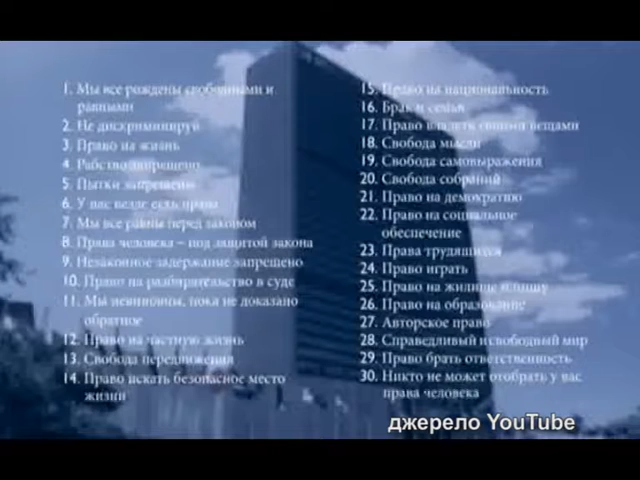 1. Мы все рождены свободными и
равными
2. Не дискриминируй
3. Право на жизнь
4. Рабство запрещено
5. Пытки запрещены
6. У вас везде есть права
7. Мы все равны перед законом
8. Права человека – под защитой закона
9. Незаконное задержание запрещено
10. Право на разбирательство в суде
11. Мы невиновны, пока не доказано
обратное
12. Право на частную жизнь
13. Свобода передвижения
14. Право искать безопасное место
жизни
15. Право на национальность
16. Брак и семья
17. Право владеть своими вещами
18. Свобода мысли
19. Свобода самовыражения
20. Свобода собраний
21. Право на демократию
22. Право на социальное
обеспечение
23. Права трудящихся
24. Право играть
25. Право на жилище и пищу
26. Право на образование
27. Авторское право
28. Справедливый и свободный мир
29. Право брать ответственность
30. Никто не может отобрать у вас
права человека
джерело YouTube